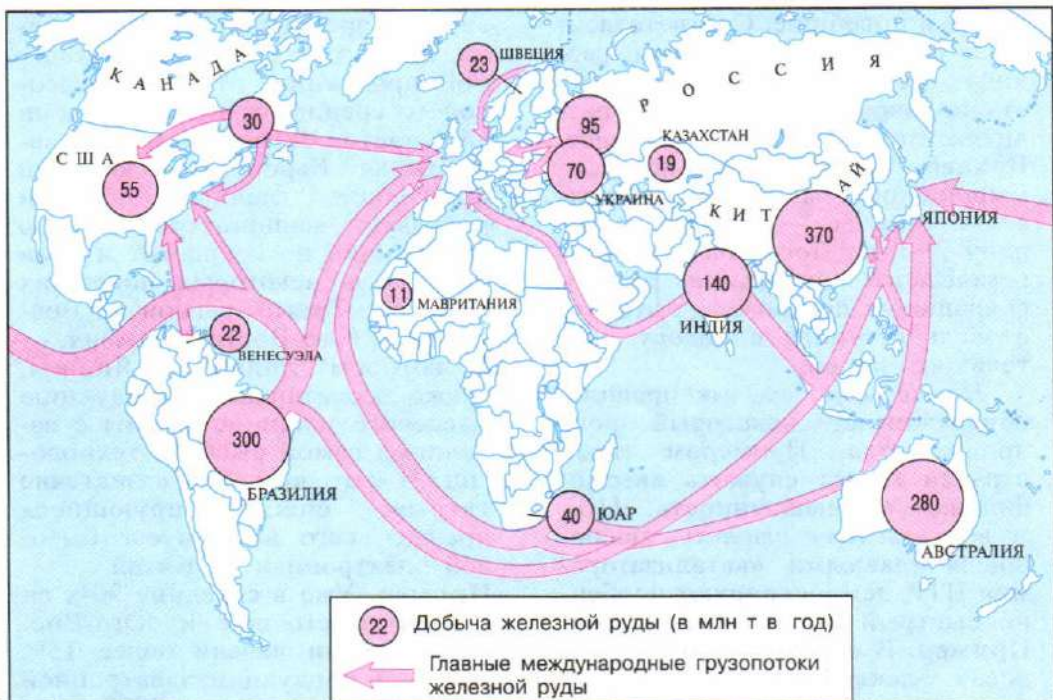 КАНАДА
30
США
55
23
ШВЕЦИЯ
РОССИЯ
95
70
УКРАИНА
КАЗАХСТАН
19
КИТАЙ
370
ЯПОНИЯ
11
МАВРИТАНИЯ
140
ИНДИЯ
22
ВЕНЕСУЭЛА
300
БРАЗИЛИЯ
40
ЮАР
280
АВСТРАЛИЯ
22 Добыча железной руды (в млн т в год)
Главные международные грузопотоки
железной руды